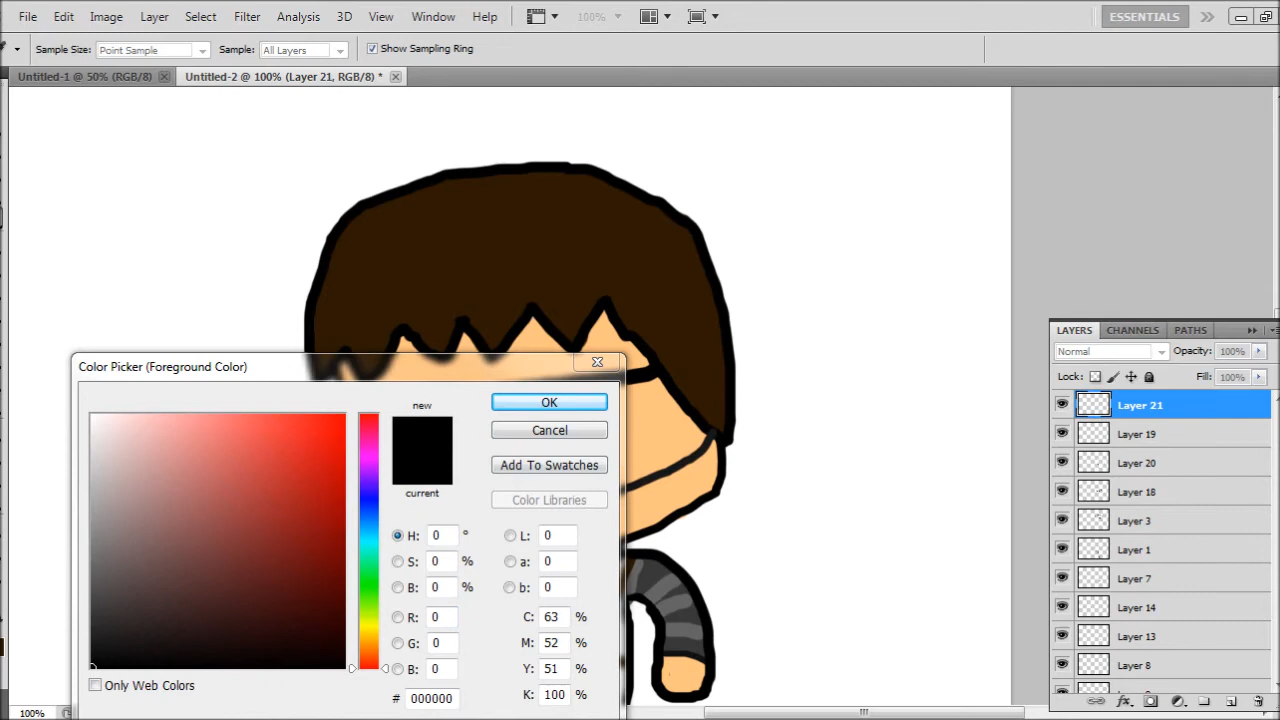 File Edit Image Layer Select Filter Analysis 3D View Window Help 100% ESSENTIALS
Sample Size: Point Sample Sample: All Layers Show Sampling Ring
Untitled-1 @ 50% (RGB/8) Untitled-2 @ 100% (Layer 21, RGB/8) *
LAYERS CHANNELS PATHS
Normal Opacity: 100%
Lock: Fill: 100%
Layer 21
Layer 19
Layer 20
Layer 18
Layer 3
Layer 1
Layer 7
Layer 14
Layer 13
Layer 8
Color Picker (Foreground Color)
new
current
OK
Cancel
Add To Swatches
Color Libraries
H: 0 ° L: 0
S: 0 % a: 0
B: 0 % b: 0
R: 0 C: 63 %
G: 0 M: 52 %
B: 0 Y: 51 %
# 000000 K: 100 %
Only Web Colors
100%